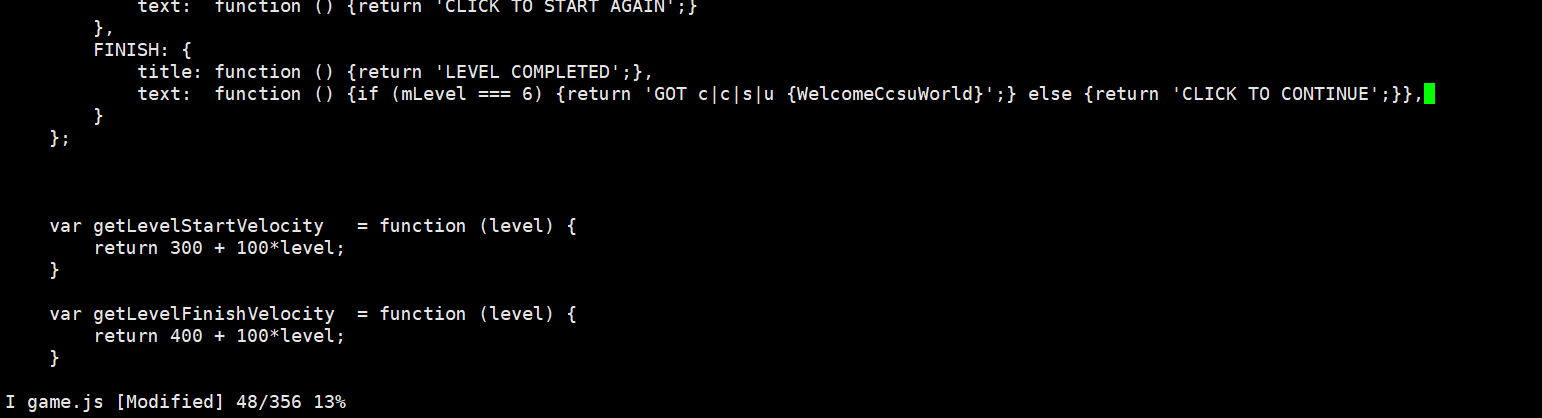 text:  function () {return 'CLICK TO START AGAIN';}
},
FINISH: {
title: function () {return 'LEVEL COMPLETED';},
text:  function () {if (mLevel === 6) {return 'GOT c|c|s|u {WelcomeCcsuWorld}';} else {return 'CLICK TO CONTINUE';}},
}
};
var getLevelStartVelocity   = function (level) {
return 300 + 100*level;
}
var getLevelFinishVelocity  = function (level) {
return 400 + 100*level;
}
I game.js [Modified] 48/356 13%